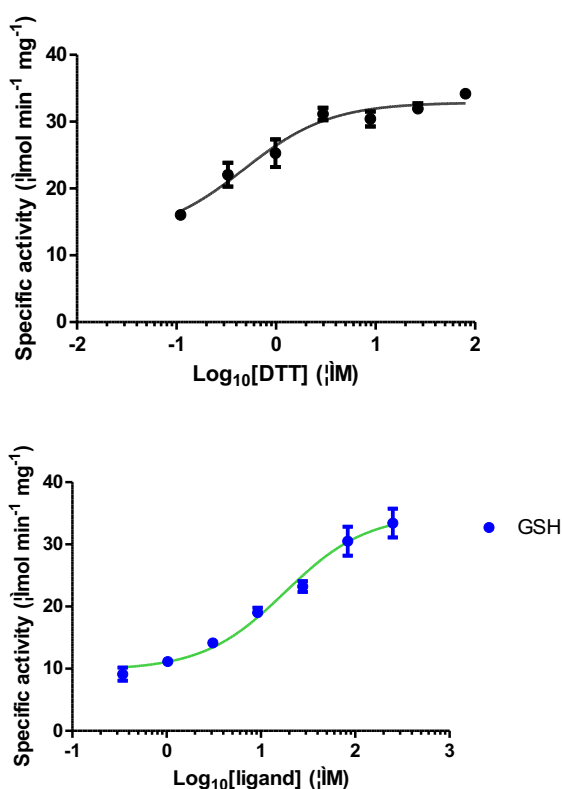 40
30
20
10
0
-2 -1 0 1 2
Specific activity (¦Ìmol min⁻¹ mg⁻¹)
Log₁₀[DTT] (¦ÌM)
40
30
20
10
0
-1 0 1 2 3
Specific activity (¦Ìmol min⁻¹ mg⁻¹)
Log₁₀[ligand] (¦ÌM)
GSH